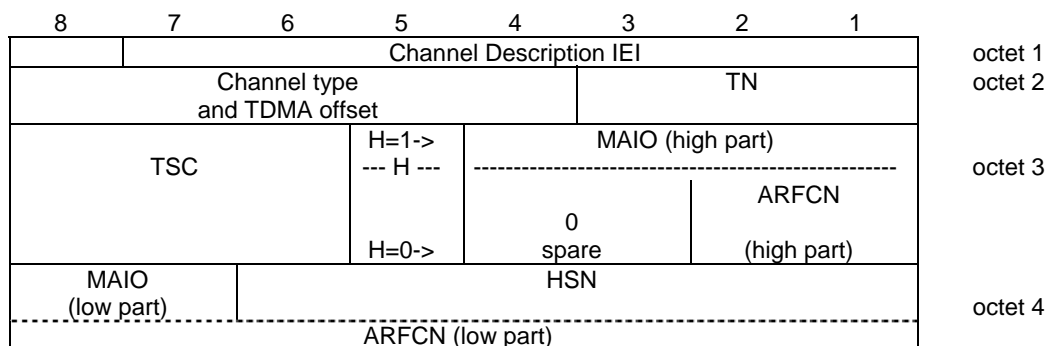 8 7 6 5 4 3 2 1
Channel Description IEI octet 1
Channel type TN octet 2
and TDMA offset
H=1-> MAIO (high part)
TSC --- H --- ------------------------------------------------------ octet 3
ARFCN
0
H=0-> spare (high part)
MAIO HSN
(low part) octet 4
ARFCN (low part)